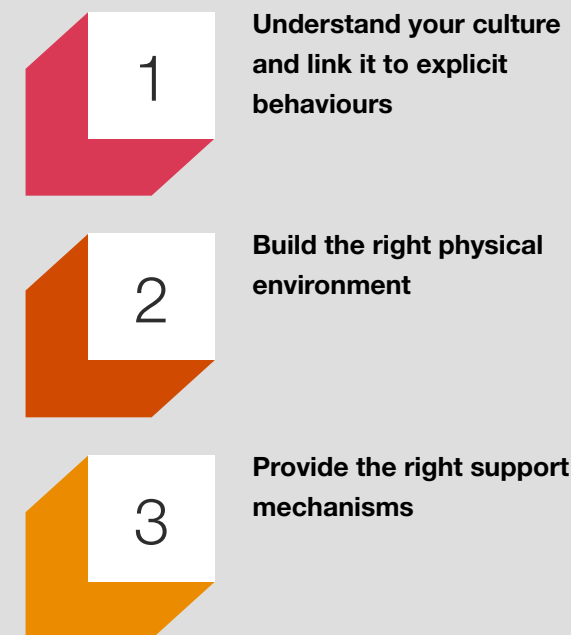 1
Understand your culture
and link it to explicit
behaviours
2
Build the right physical
environment
3
Provide the right support
mechanisms